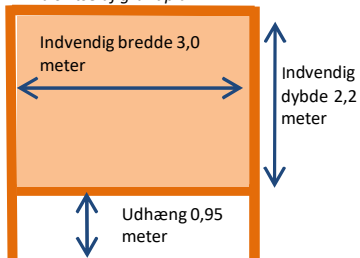 Indvendig bredde 3,0
meter
Indvendig
dybde 2,2
meter
Udhæng 0,95
meter